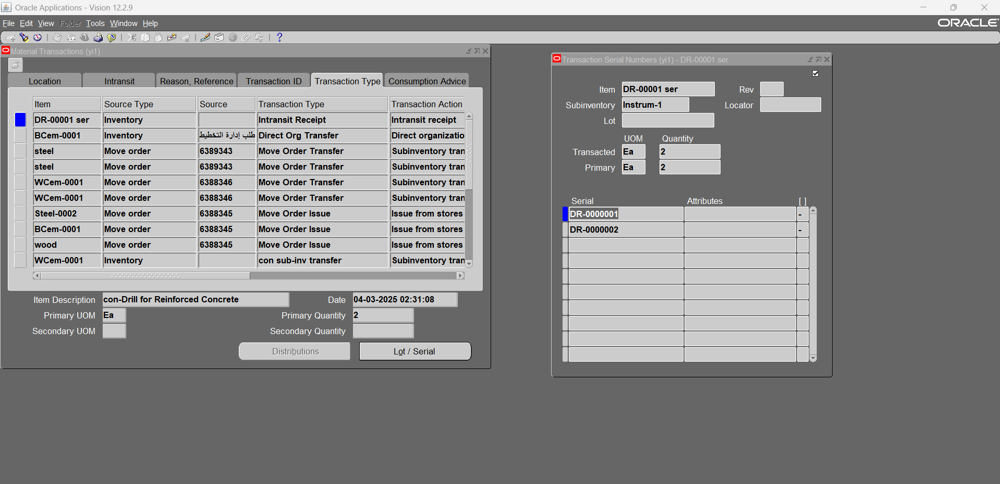 Oracle Applications - Vision 12.2.9
File Edit View Folder Tools Window Help
ORACLE
Material Transactions (yi1)
Location Intransit Reason, Reference Transaction ID Transaction Type Consumption Advice
Item Source Type Source Transaction Type Transaction Action
DR-00001 ser Inventory Intransit Receipt Intransit receipt
BCem-0001 Inventory طلب إدارة التخطيط Direct Org Transfer Direct organizatio
steel Move order 6389343 Move Order Transfer Subinventory tran
steel Move order 6389343 Move Order Transfer Subinventory tran
WCem-0001 Move order 6388346 Move Order Transfer Subinventory tran
WCem-0001 Move order 6388346 Move Order Transfer Subinventory tran
Steel-0002 Move order 6388345 Move Order Issue Issue from stores
BCem-0001 Move order 6388345 Move Order Issue Issue from stores
wood Move order 6388345 Move Order Issue Issue from stores
WCem-0001 Inventory con sub-inv transfer Subinventory tran
Item Description con-Drill for Reinforced Concrete Date 04-03-2025 02:31:08
Primary UOM Ea Primary Quantity 2
Secondary UOM Secondary Quantity
Distributions Lot / Serial
Transaction Serial Numbers (yi1) - DR-00001 ser
Item DR-00001 ser Rev
Subinventory Instrum-1 Locator
Lot
UOM Quantity
Transacted Ea 2
Primary Ea 2
Serial Attributes [ ]
DR-0000001 -
DR-0000002 -